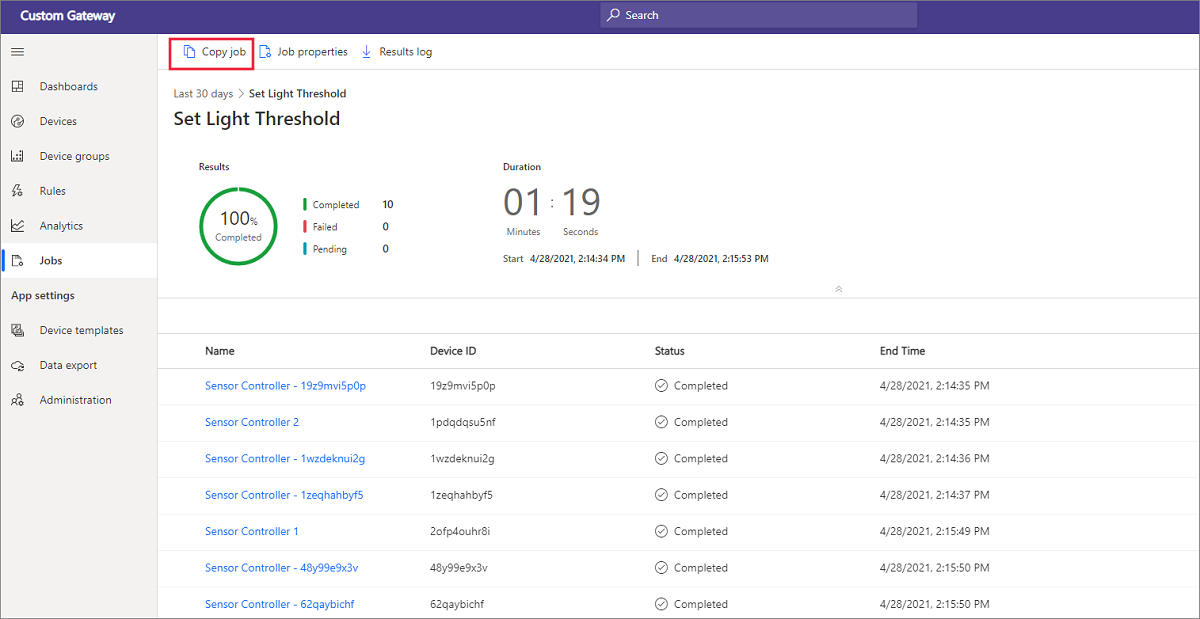 Custom Gateway
Search
Copy job
Job properties
Results log
Dashboards
Devices
Device groups
Rules
Analytics
Jobs
App settings
Device templates
Data export
Administration
Last 30 days > Set Light Threshold
Set Light Threshold
Results
100%
Completed
Completed 10
Failed 0
Pending 0
Duration
01 : 19
Minutes Seconds
Start 4/28/2021, 2:14:34 PM | End 4/28/2021, 2:15:53 PM
Name Device ID Status End Time
Sensor Controller - 19z9mvi5p0p 19z9mvi5p0p Completed 4/28/2021, 2:14:35 PM
Sensor Controller 2 1pdqdqsu5nf Completed 4/28/2021, 2:14:35 PM
Sensor Controller - 1wzdeknui2g 1wzdeknui2g Completed 4/28/2021, 2:14:36 PM
Sensor Controller - 1zeqhahbyf5 1zeqhahbyf5 Completed 4/28/2021, 2:14:37 PM
Sensor Controller 1 2ofp4ouhr8i Completed 4/28/2021, 2:15:49 PM
Sensor Controller - 48y99e9x3v 48y99e9x3v Completed 4/28/2021, 2:15:50 PM
Sensor Controller - 62qaybichf 62qaybichf Completed 4/28/2021, 2:15:50 PM